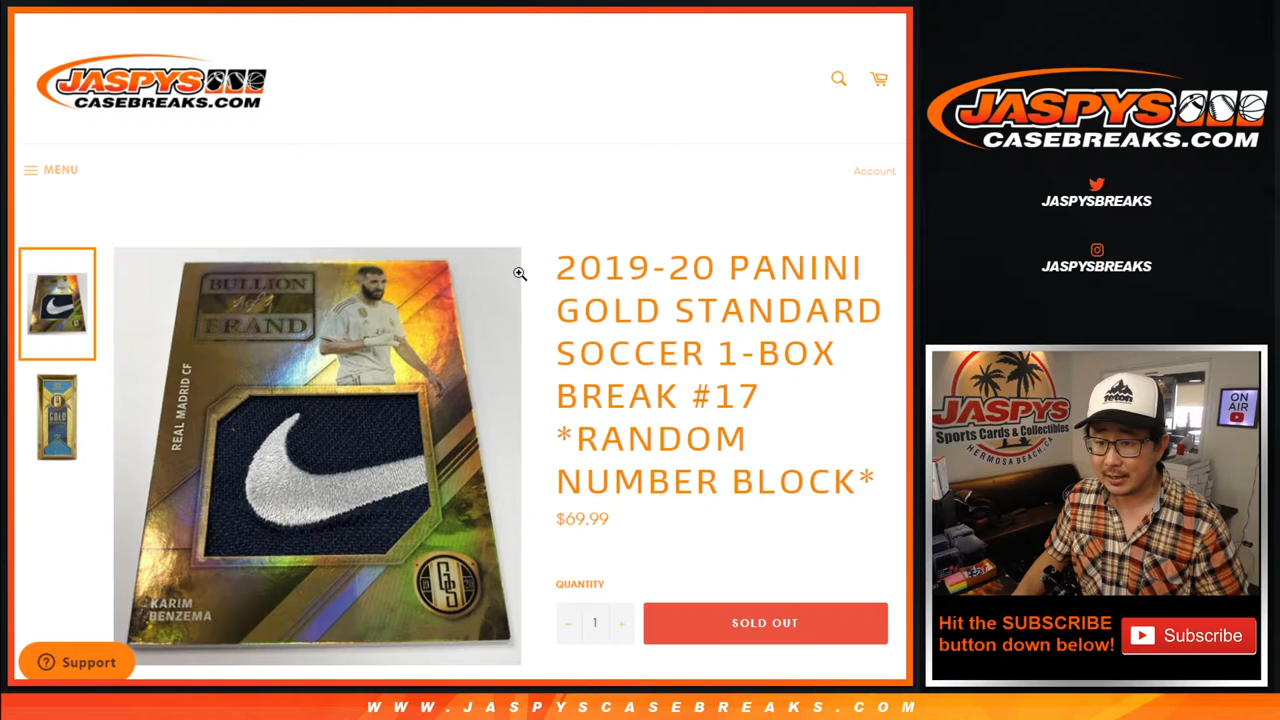 JASPYS
CASEBREAKS.COM
MENU
Account
BULLION
BRAND
REAL MADRID CF
KARIM
BENZEMA
GS
2019-20 PANINI
GOLD STANDARD
SOCCER 1-BOX
BREAK #17
*RANDOM
NUMBER BLOCK*
$69.99
QUANTITY
− 1 +
SOLD OUT
Support
JASPYS
CASEBREAKS.COM
JASPYSBREAKS
JASPYSBREAKS
JASPYS
Sports Cards & Collectibles
HERMOSA BEACH, CA
teton
ON
AIR
Hit the SUBSCRIBE
button down below!
Subscribe
WWW.JASPYSCASEBREAKS.COM